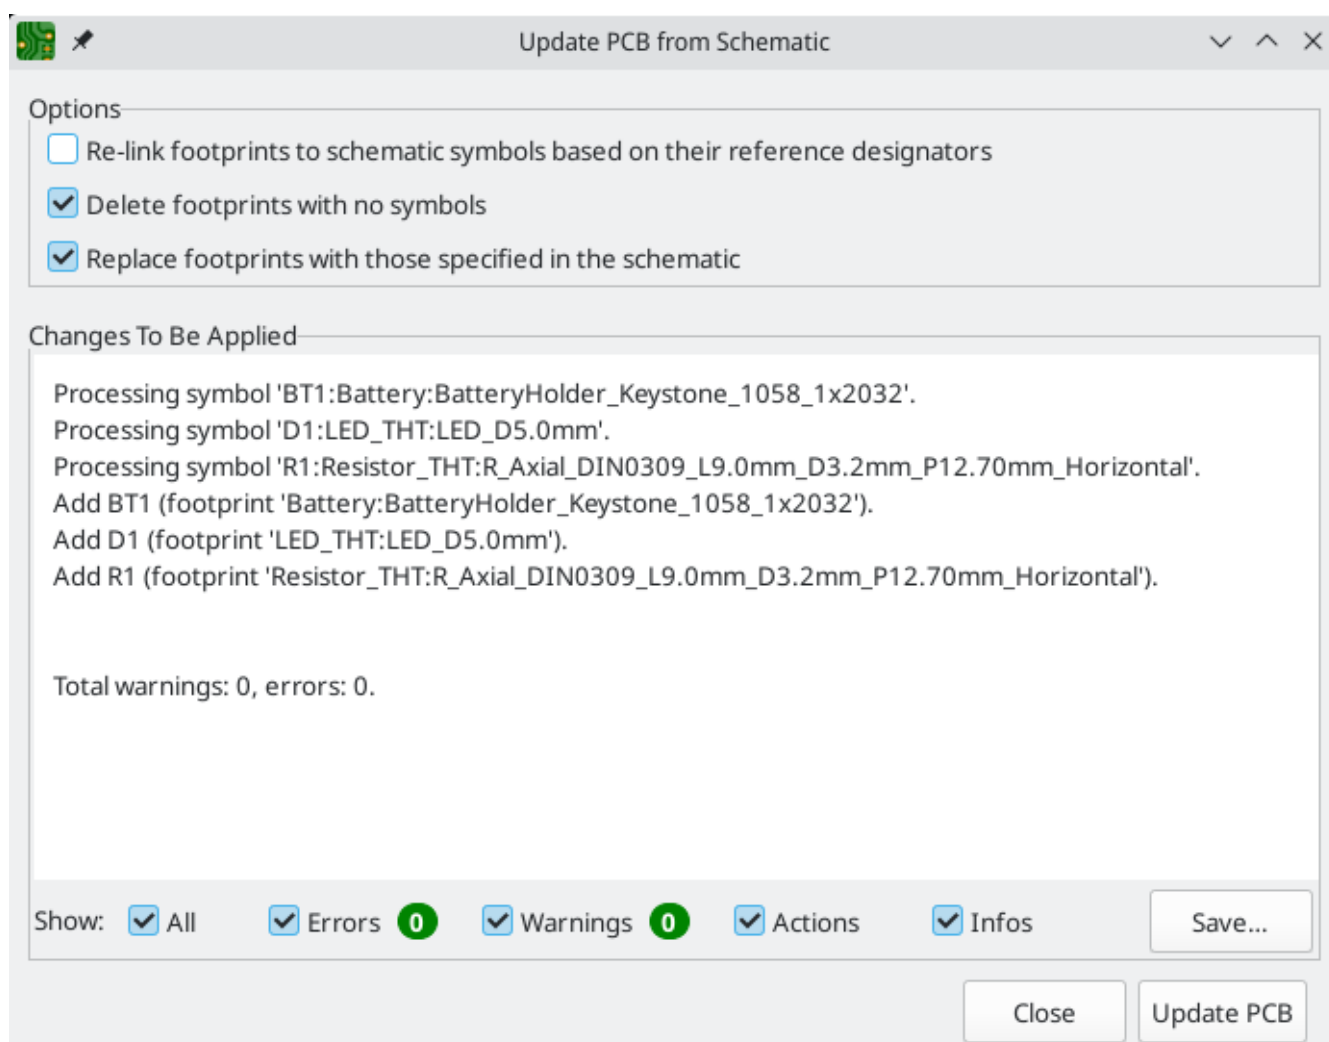 Update PCB from Schematic
Options
Re-link footprints to schematic symbols based on their reference designators
Delete footprints with no symbols
Replace footprints with those specified in the schematic
Changes To Be Applied
Processing symbol 'BT1:Battery:BatteryHolder_Keystone_1058_1x2032'.
Processing symbol 'D1:LED_THT:LED_D5.0mm'.
Processing symbol 'R1:Resistor_THT:R_Axial_DIN0309_L9.0mm_D3.2mm_P12.70mm_Horizontal'.
Add BT1 (footprint 'Battery:BatteryHolder_Keystone_1058_1x2032').
Add D1 (footprint 'LED_THT:LED_D5.0mm').
Add R1 (footprint 'Resistor_THT:R_Axial_DIN0309_L9.0mm_D3.2mm_P12.70mm_Horizontal').
Total warnings: 0, errors: 0.
Show: All Errors 0 Warnings 0 Actions Infos Save...
Close Update PCB